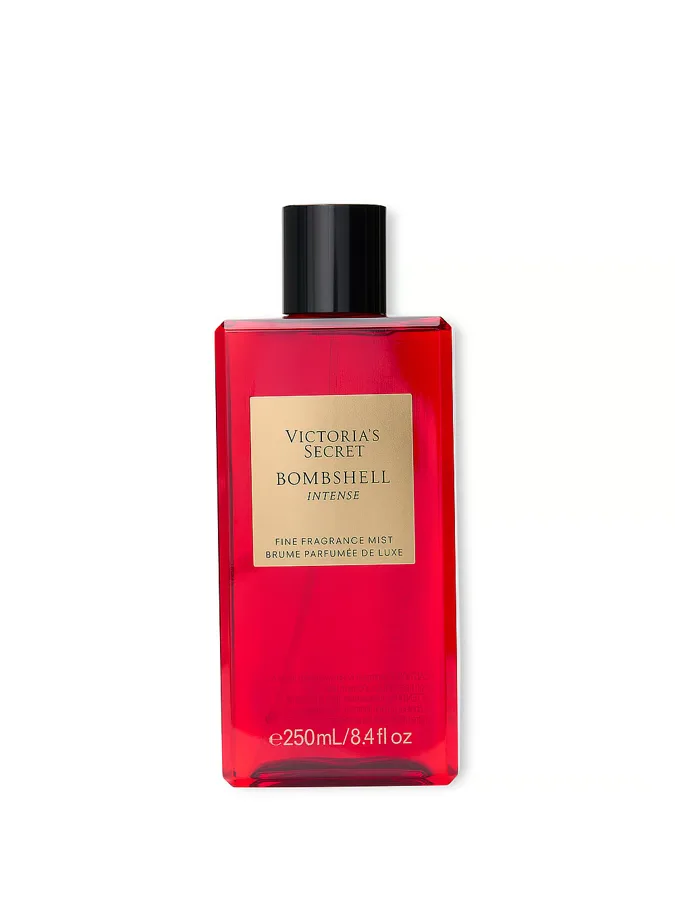 VICTORIA'S
SECRET
BOMBSHELL
INTENSE
FINE FRAGRANCE MIST
BRUME PARFUMÉE DE LUXE
℮250mL/8.4 fl oz